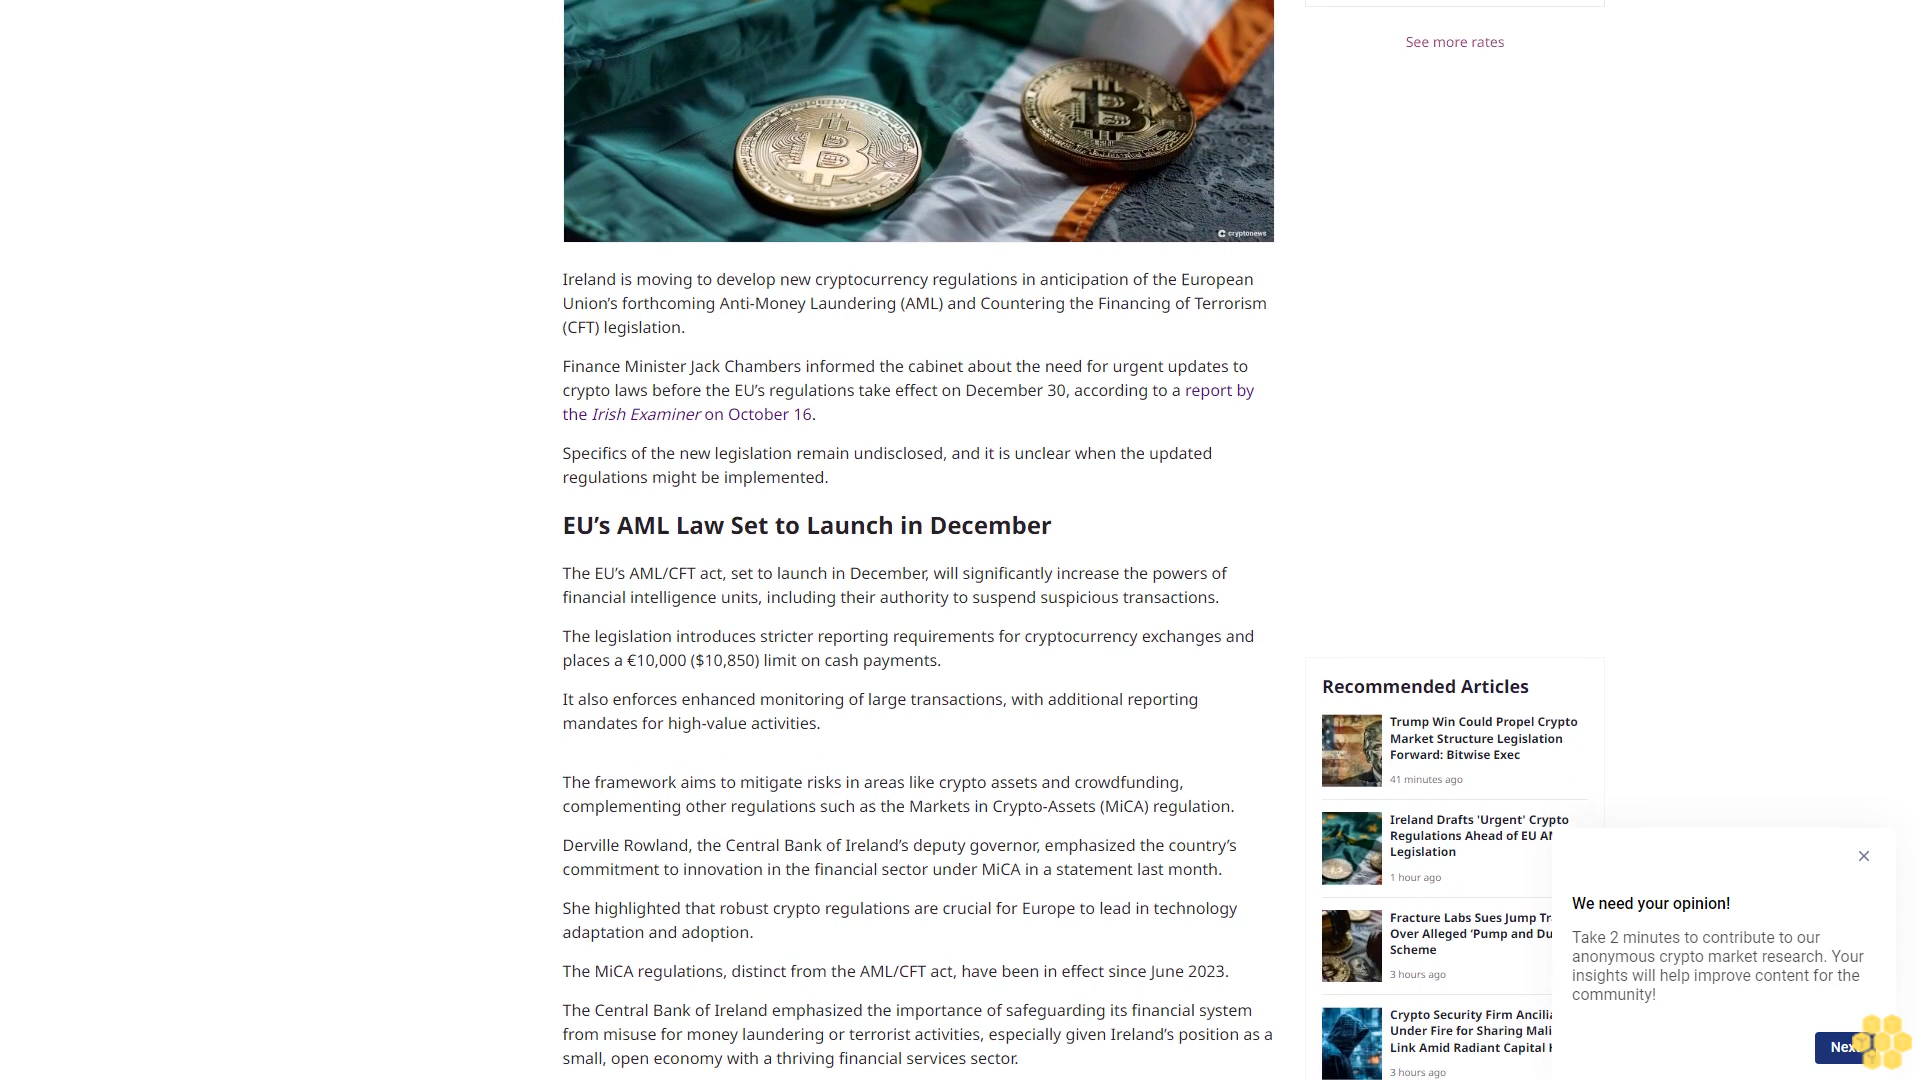 See more rates
cryptonews
Ireland is moving to develop new cryptocurrency regulations in anticipation of the European
Union’s forthcoming Anti-Money Laundering (AML) and Countering the Financing of Terrorism
(CFT) legislation.
Finance Minister Jack Chambers informed the cabinet about the need for urgent updates to
crypto laws before the EU’s regulations take effect on December 30, according to a report by
the Irish Examiner on October 16.
Specifics of the new legislation remain undisclosed, and it is unclear when the updated
regulations might be implemented.
EU’s AML Law Set to Launch in December
The EU’s AML/CFT act, set to launch in December, will significantly increase the powers of
financial intelligence units, including their authority to suspend suspicious transactions.
The legislation introduces stricter reporting requirements for cryptocurrency exchanges and
places a €10,000 ($10,850) limit on cash payments.
It also enforces enhanced monitoring of large transactions, with additional reporting
mandates for high-value activities.
The framework aims to mitigate risks in areas like crypto assets and crowdfunding,
complementing other regulations such as the Markets in Crypto-Assets (MiCA) regulation.
Derville Rowland, the Central Bank of Ireland’s deputy governor, emphasized the country’s
commitment to innovation in the financial sector under MiCA in a statement last month.
She highlighted that robust crypto regulations are crucial for Europe to lead in technology
adaptation and adoption.
The MiCA regulations, distinct from the AML/CFT act, have been in effect since June 2023.
The Central Bank of Ireland emphasized the importance of safeguarding its financial system
from misuse for money laundering or terrorist activities, especially given Ireland’s position as a
small, open economy with a thriving financial services sector.
Recommended Articles
Trump Win Could Propel Crypto
Market Structure Legislation
Forward: Bitwise Exec
41 minutes ago
Ireland Drafts 'Urgent' Crypto
Regulations Ahead of EU
Legislation
1 hour ago
Fracture Labs Sues Jump
Over Alleged ‘Pump and
Scheme
3 hours ago
Crypto Security Firm
Under Fire for Sharing
Link Amid Radiant Capital
3 hours ago
We need your opinion!
Take 2 minutes to contribute to our
anonymous crypto market research. Your
insights will help improve content for the
community!